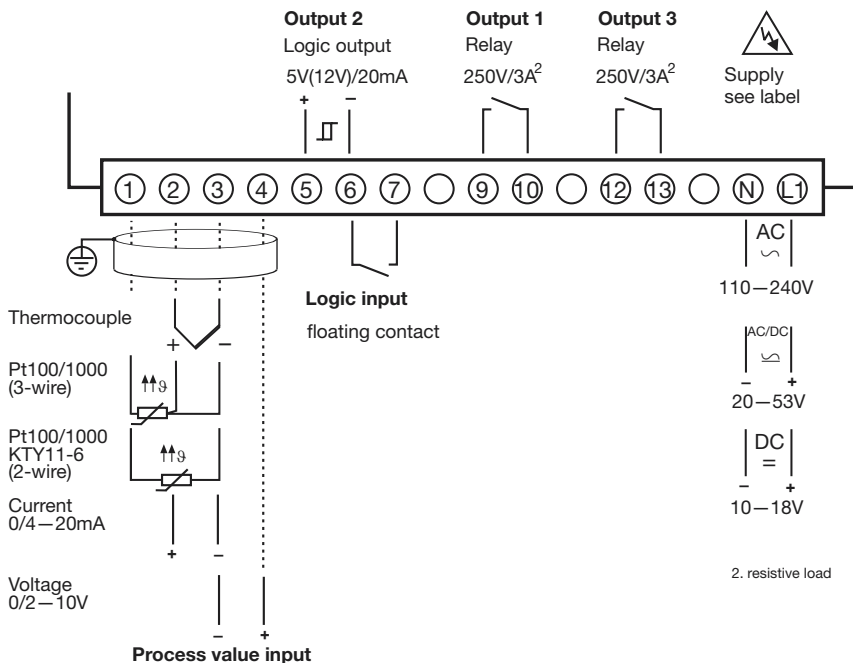 Output 2
Logic output
5V(12V)/20mA
+ −
Output 1
Relay
250V/3A²
Output 3
Relay
250V/3A²
Supply
see label
1 2 3 4 5 6 7 9 10 12 13 N L1
Logic input
floating contact
AC
110—240V
AC/DC
− +
20—53V
DC
=
− +
10—18V
Thermocouple
+ −
Pt100/1000
(3-wire)
ϑ
Pt100/1000
KTY11-6
(2-wire)
ϑ
Current
0/4—20mA
+ −
Voltage
0/2—10V
− +
Process value input
2. resistive load